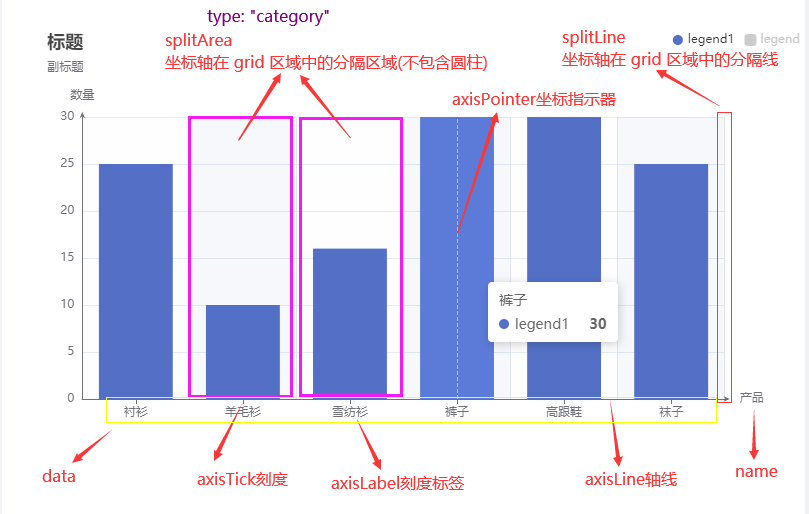 type: "category"
标题
副标题
splitArea
坐标轴在 grid 区域中的分隔区域(不包含圆柱)
legend1
legend
splitLine
坐标轴在 grid 区域中的分隔线
数量
axisPointer坐标指示器
30
25
20
15
10
5
0
裤子
legend1 30
衬衫
羊毛衫
雪纺衫
裤子
高跟鞋
袜子
产品
data
axisTick刻度
axisLabel刻度标签
axisLine轴线
name